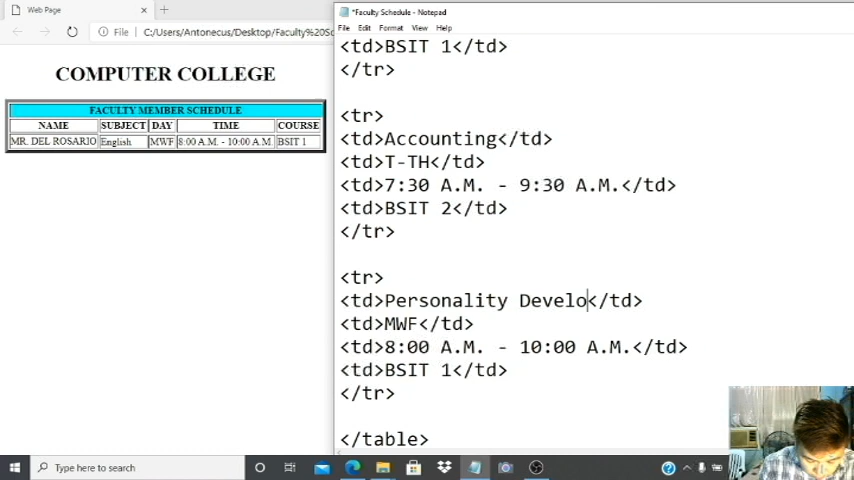 Web Page
File
C:/Users/Antonecus/Desktop/Faculty%20Sc
COMPUTER COLLEGE
FACULTY MEMBER SCHEDULE
NAME SUBJECT DAY TIME COURSE
MR. DEL ROSARIO English MWF 8:00 A.M. - 10:00 A.M. BSIT 1
*Faculty Schedule - Notepad
File Edit Format View Help
<td>BSIT 1</td>
</tr>
<tr>
<td>Accounting</td>
<td>T-TH</td>
<td>7:30 A.M. - 9:30 A.M.</td>
<td>BSIT 2</td>
</tr>
<tr>
<td>Personality Develo</td>
<td>MWF</td>
<td>8:00 A.M. - 10:00 A.M.</td>
<td>BSIT 1</td>
</tr>
</table>
Type here to search